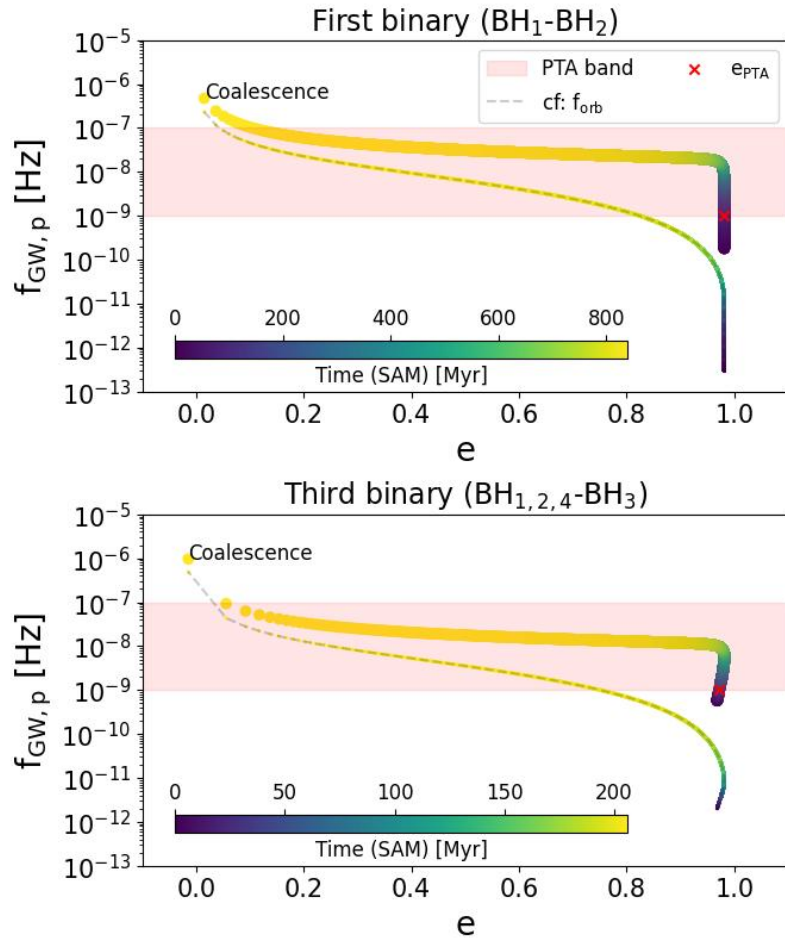 First binary (BH₁-BH₂)
10⁻⁵
10⁻⁶
10⁻⁷
10⁻⁸
10⁻⁹
10⁻¹⁰
10⁻¹¹
10⁻¹²
10⁻¹³
f_GW, p [Hz]
Coalescence
PTA band
cf: f_orb
e_PTA
0 200 400 600 800
Time (SAM) [Myr]
0.0 0.2 0.4 0.6 0.8 1.0
e
Third binary (BH₁,₂,₄-BH₃)
10⁻⁵
10⁻⁶
10⁻⁷
10⁻⁸
10⁻⁹
10⁻¹⁰
10⁻¹¹
10⁻¹²
10⁻¹³
f_GW, p [Hz]
Coalescence
0 50 100 150 200
Time (SAM) [Myr]
0.0 0.2 0.4 0.6 0.8 1.0
e